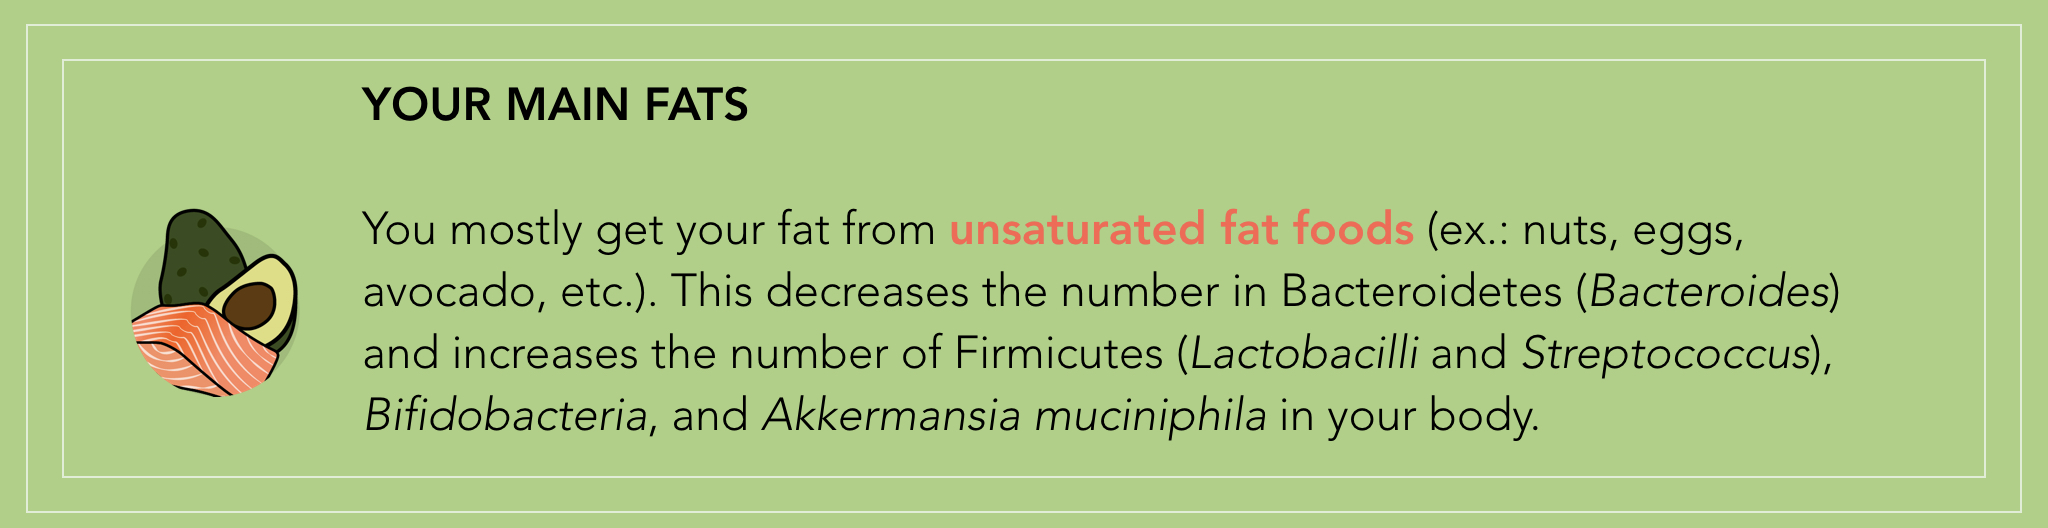 YOUR MAIN FATS
You mostly get your fat from unsaturated fat foods (ex.: nuts, eggs,
avocado, etc.). This decreases the number in Bacteroidetes (Bacteroides)
and increases the number of Firmicutes (Lactobacilli and Streptococcus),
Bifidobacteria, and Akkermansia muciniphila in your body.